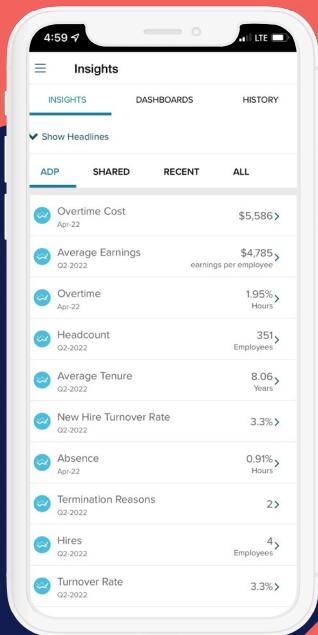 4:59 LTE
Insights
INSIGHTS DASHBOARDS HISTORY
Show Headlines
ADP SHARED RECENT ALL
Overtime Cost
Apr-22
$5,586
Average Earnings
Q2-2022
$4,785
earnings per employee
Overtime
Apr-22
1.95%
Hours
Headcount
Q2-2022
351
Employees
Average Tenure
Q2-2022
8.06
Years
New Hire Turnover Rate
Q2-2022
3.3%
Absence
Apr-22
0.91%
Hours
Termination Reasons
Q2-2022
2
Hires
Q2-2022
4
Employees
Turnover Rate
Q2-2022
3.3%